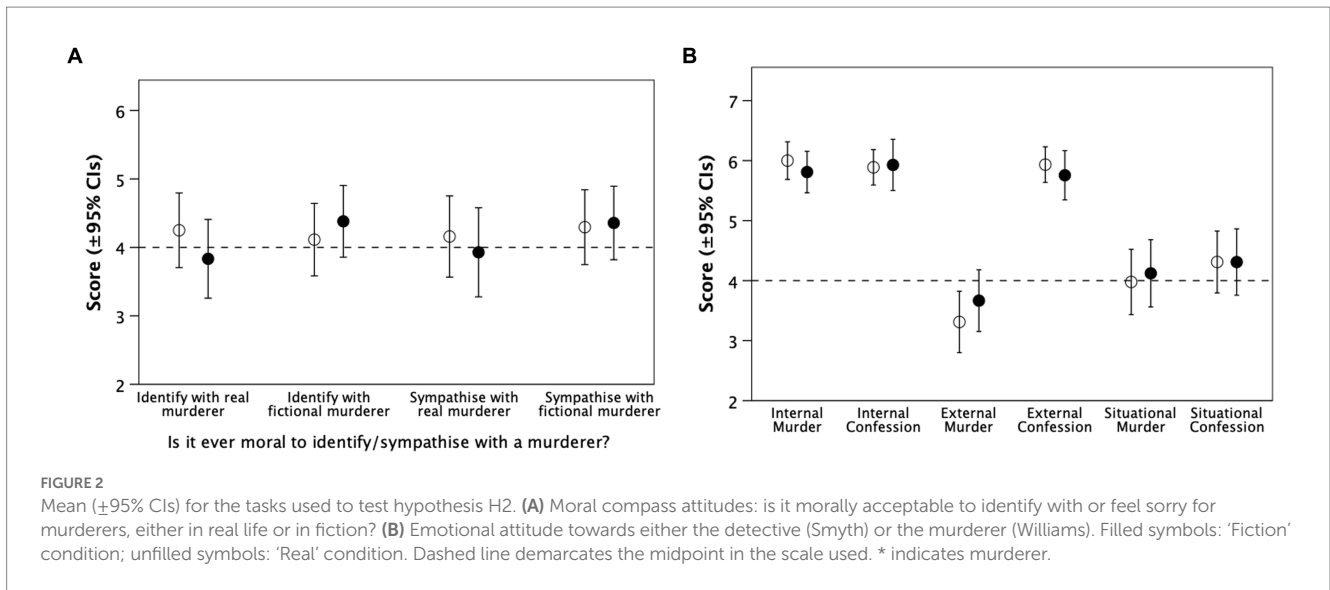 A
B
Score (±95% CIs)
6
5
4
3
2
Identify with real
murderer
Identify with
fictional murderer
Sympathise with
real murderer
Sympathise with
fictional murderer
Is it ever moral to identify/sympathise with a murderer?
Score (±95% CIs)
7
6
5
4
3
2
Internal
Murder
Internal
Confession
External
Murder
External
Confession
Situational
Murder
Situational
Confession
FIGURE 2
Mean (±95% CIs) for the tasks used to test hypothesis H2. (A) Moral compass attitudes: is it morally acceptable to identify with or feel sorry for
murderers, either in real life or in fiction? (B) Emotional attitude towards either the detective (Smyth) or the murderer (Williams). Filled symbols: ‘Fiction’
condition; unfilled symbols: ‘Real’ condition. Dashed line demarcates the midpoint in the scale used. * indicates murderer.